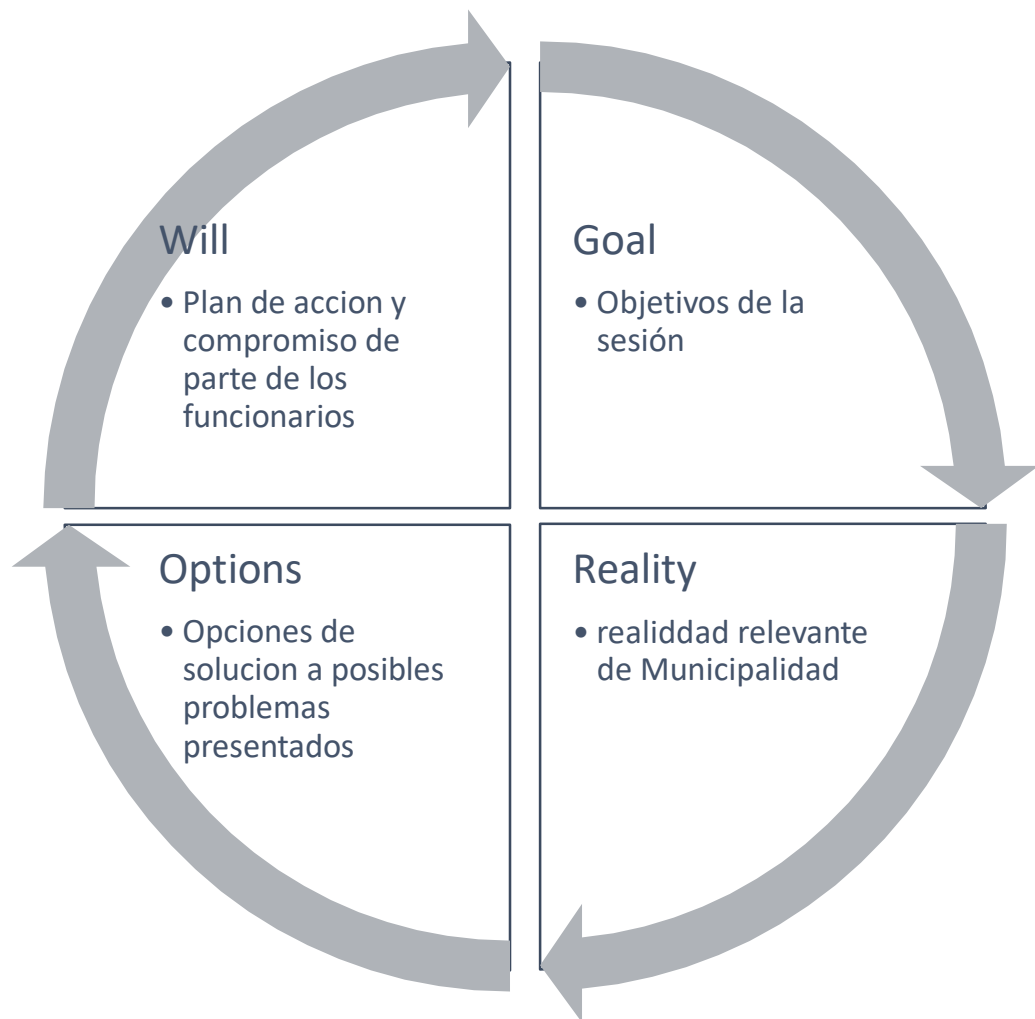 Will
• Plan de accion y
compromiso de
parte de los
funcionarios
Goal
• Objetivos de la
sesión
Options
• Opciones de
solucion a posibles
problemas
presentados
Reality
• realiddad relevante
de Municipalidad